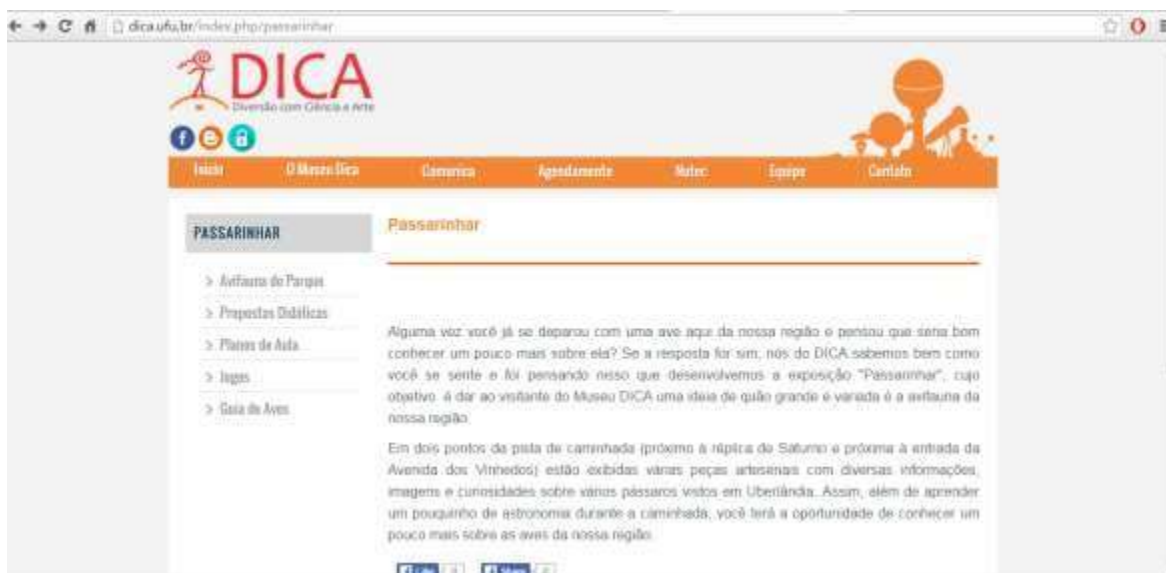 dica.ufu.br/index.php/passarinhar
DICA
Diversão com Ciência e Arte
Início O Museu Dica Comunica Agendamento Nutec Equipe Contato
PASSARINHAR
> Avifauna do Parque
> Propostas Didáticas
> Planos de Aula
> Jogos
> Guia de Aves
Passarinhar
Alguma vez você já se deparou com uma ave aqui da nossa região e pensou que seria bom
conhecer um pouco mais sobre ela? Se a resposta for sim, nós do DICA sabemos bem como
você se sente e foi pensando nisso que desenvolvemos a exposição "Passarinhar", cujo
objetivo é dar ao visitante do Museu DICA uma ideia de quão grande e variada é a avifauna da
nossa região.
Em dois pontos da pista de caminhada (próximo à réplica de Saturno e próxima à entrada da
Avenida dos Vinhedos) estão exibidas várias peças artesenais com diversas informações,
imagens e curiosidades sobre vários pássaros vistos em Uberlândia. Assim, além de aprender
um pouquinho de astronomia durante a caminhada, você terá a oportunidade de conhecer um
pouco mais sobre as aves da nossa região.